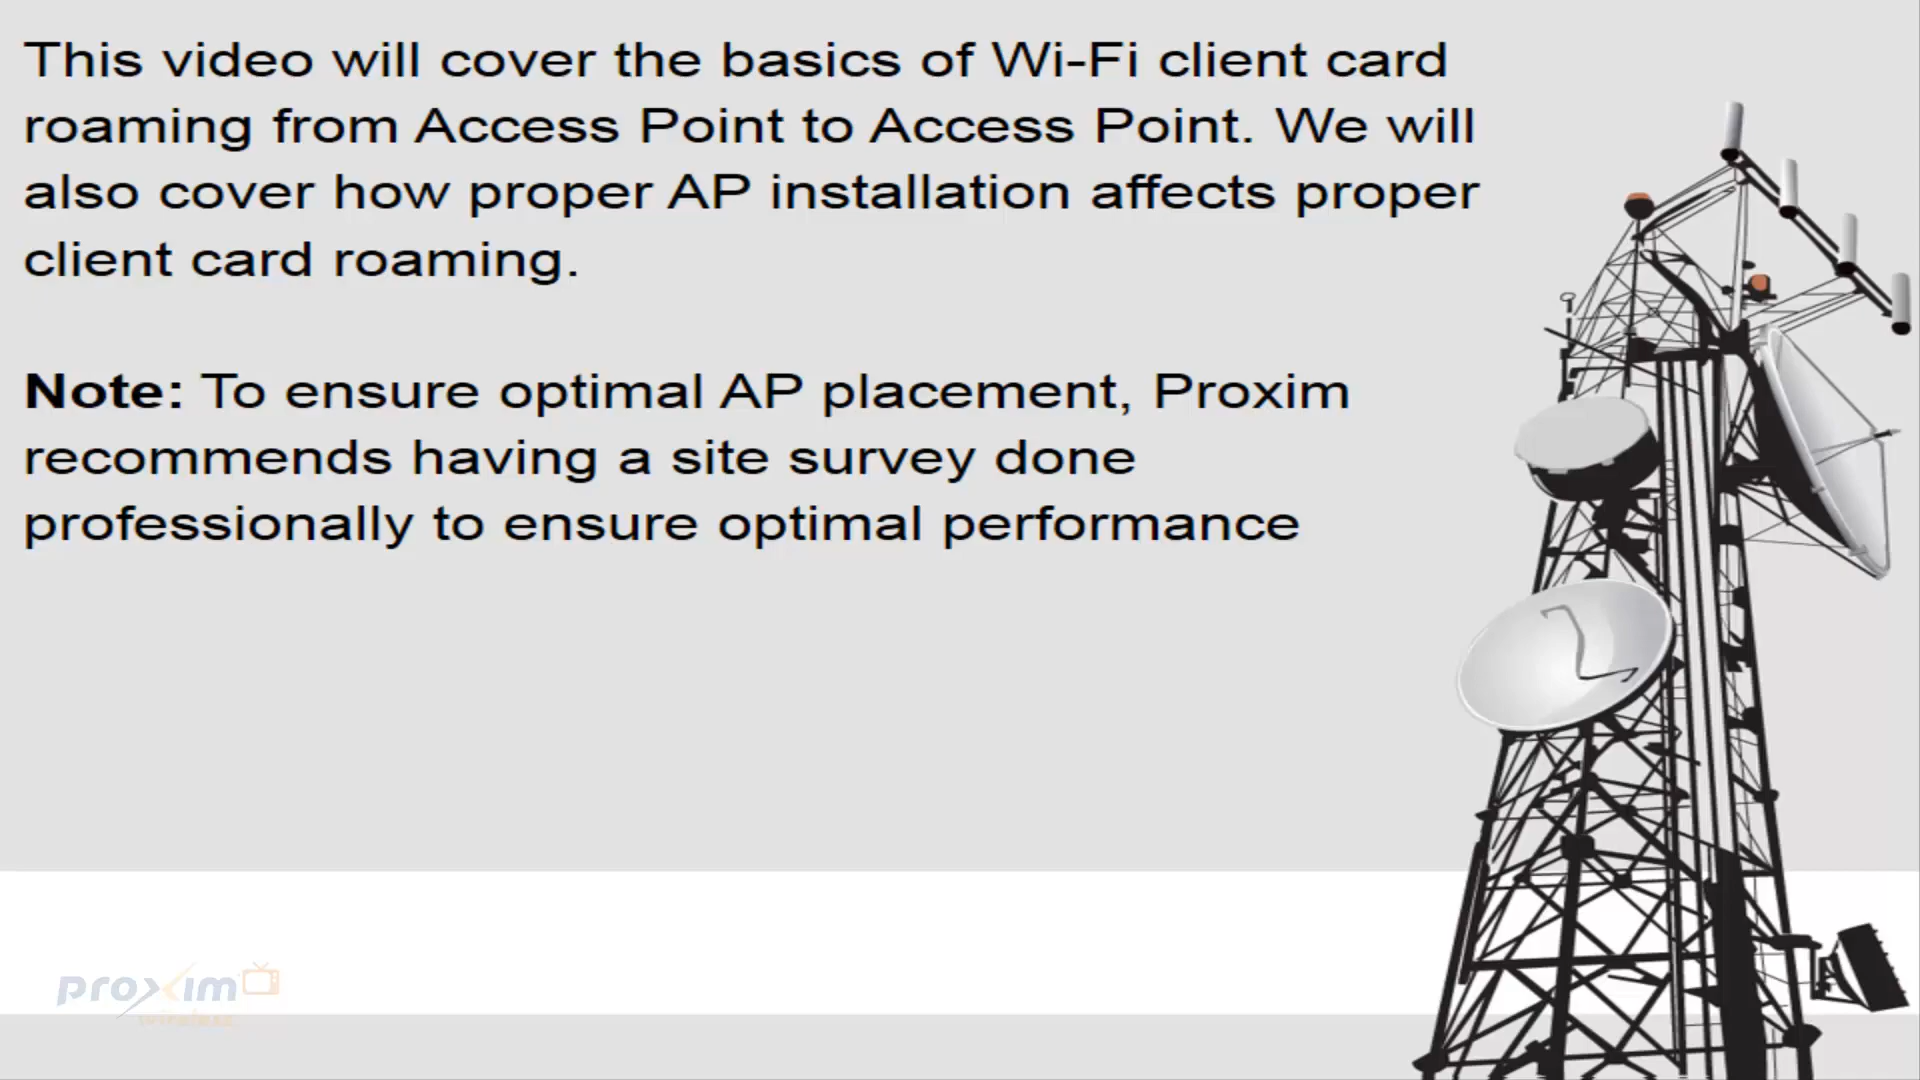 This video will cover the basics of Wi-Fi client card
roaming from Access Point to Access Point. We will
also cover how proper AP installation affects proper
client card roaming.
Note: To ensure optimal AP placement, Proxim
recommends having a site survey done
professionally to ensure optimal performance
proxim
wireless